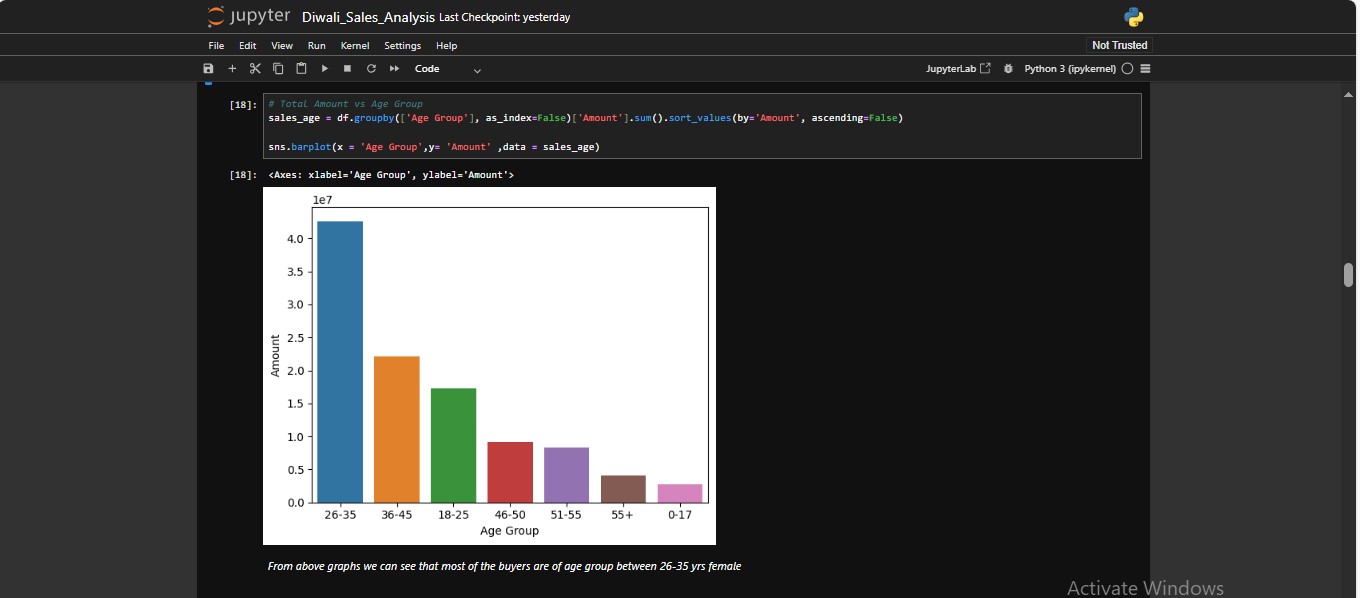 jupyter Diwali_Sales_Analysis Last Checkpoint: yesterday
File Edit View Run Kernel Settings Help Not Trusted
Code JupyterLab Python 3 (ipykernel)
[18]: # Total Amount vs Age Group
sales_age = df.groupby(['Age Group'], as_index=False)['Amount'].sum().sort_values(by='Amount', ascending=False)
sns.barplot(x = 'Age Group',y= 'Amount' ,data = sales_age)
[18]: <Axes: xlabel='Age Group', ylabel='Amount'>
1e7
4.0
3.5
3.0
2.5
2.0
1.5
1.0
0.5
0.0
Amount
26-35 36-45 18-25 46-50 51-55 55+ 0-17
Age Group
From above graphs we can see that most of the buyers are of age group between 26-35 yrs female
Activate Windows